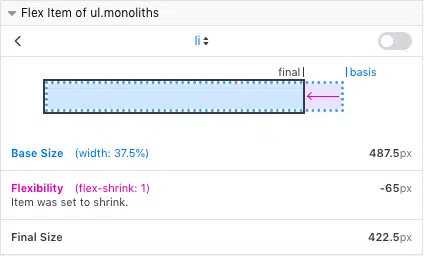 Flex Item of ul.monoliths
li
final basis
Base Size (width: 37.5%) 487.5px
Flexibility (flex-shrink: 1) -65px
Item was set to shrink.
Final Size 422.5px